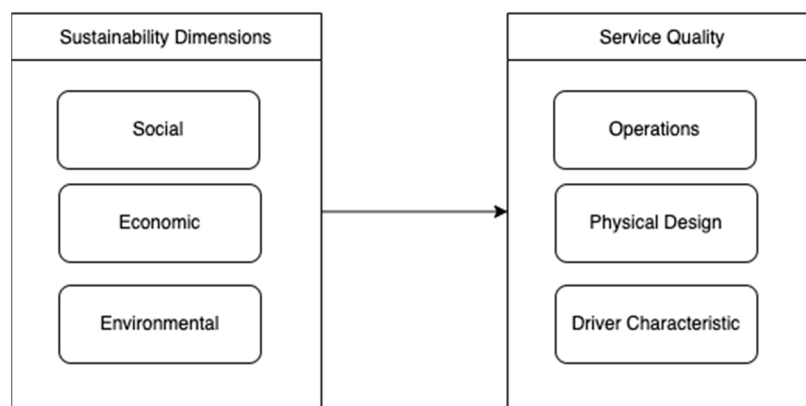 Sustainability Dimensions
Social
Economic
Environmental
Service Quality
Operations
Physical Design
Driver Characteristic